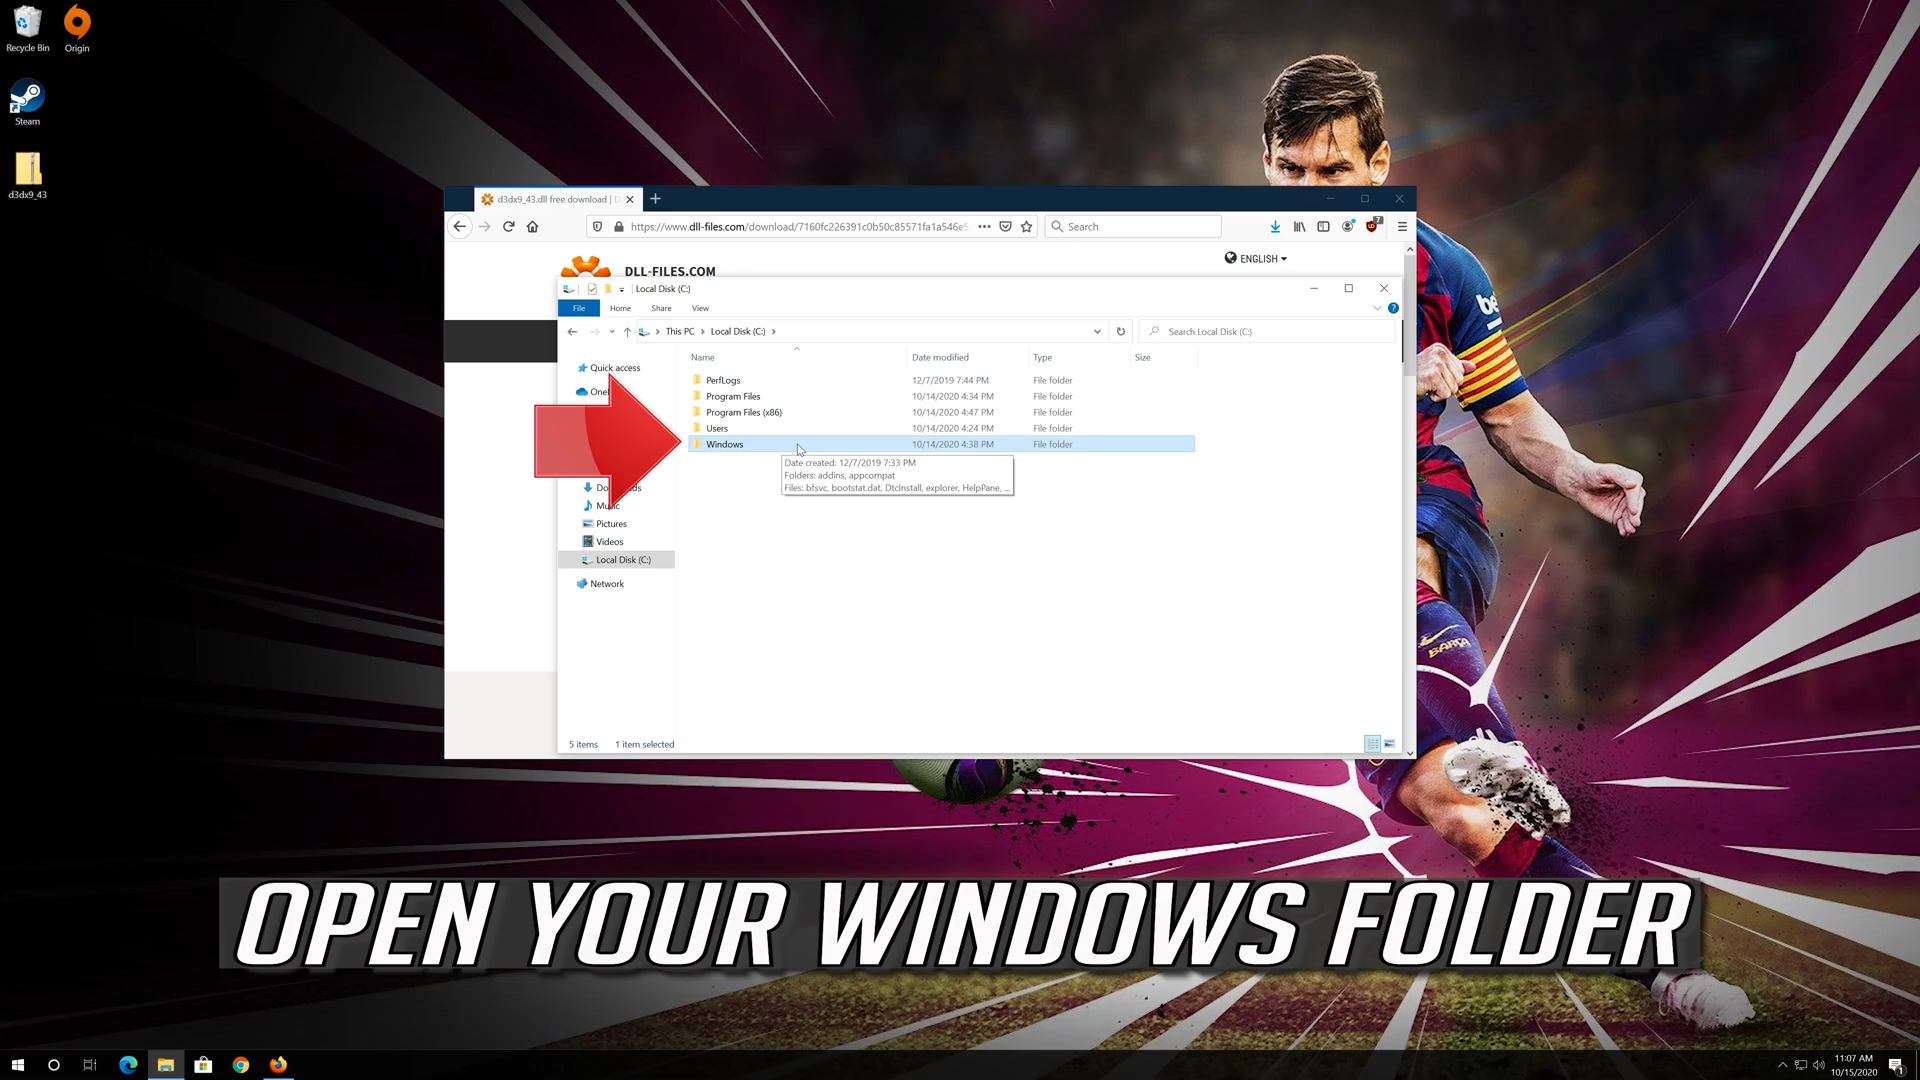 Recycle Bin
Origin
Steam
d3dx9_43
d3dx9_43.dll free download |
https://www.dll-files.com/download/7160fc226391c0b50c85571fa1a546e5
Search
7
DLL-FILES.COM
ENGLISH
Local Disk (C:)
File Home Share View
This PC > Local Disk (C:) >
Search Local Disk (C:)
Name Date modified Type Size
Quick access
PerfLogs 12/7/2019 7:44 PM File folder
Program Files 10/14/2020 4:34 PM File folder
Program Files (x86) 10/14/2020 4:47 PM File folder
Users 10/14/2020 4:24 PM File folder
Windows 10/14/2020 4:38 PM File folder
Date created: 12/7/2019 7:33 PM
Folders: addins, appcompat
Files: bfsvc, bootstat.dat, DtcInstall, explorer, HelpPane, ...
Pictures
Videos
Local Disk (C:)
Network
5 items 1 item selected
BARÇA
OPEN YOUR WINDOWS FOLDER
11:07 AM
10/15/2020
1